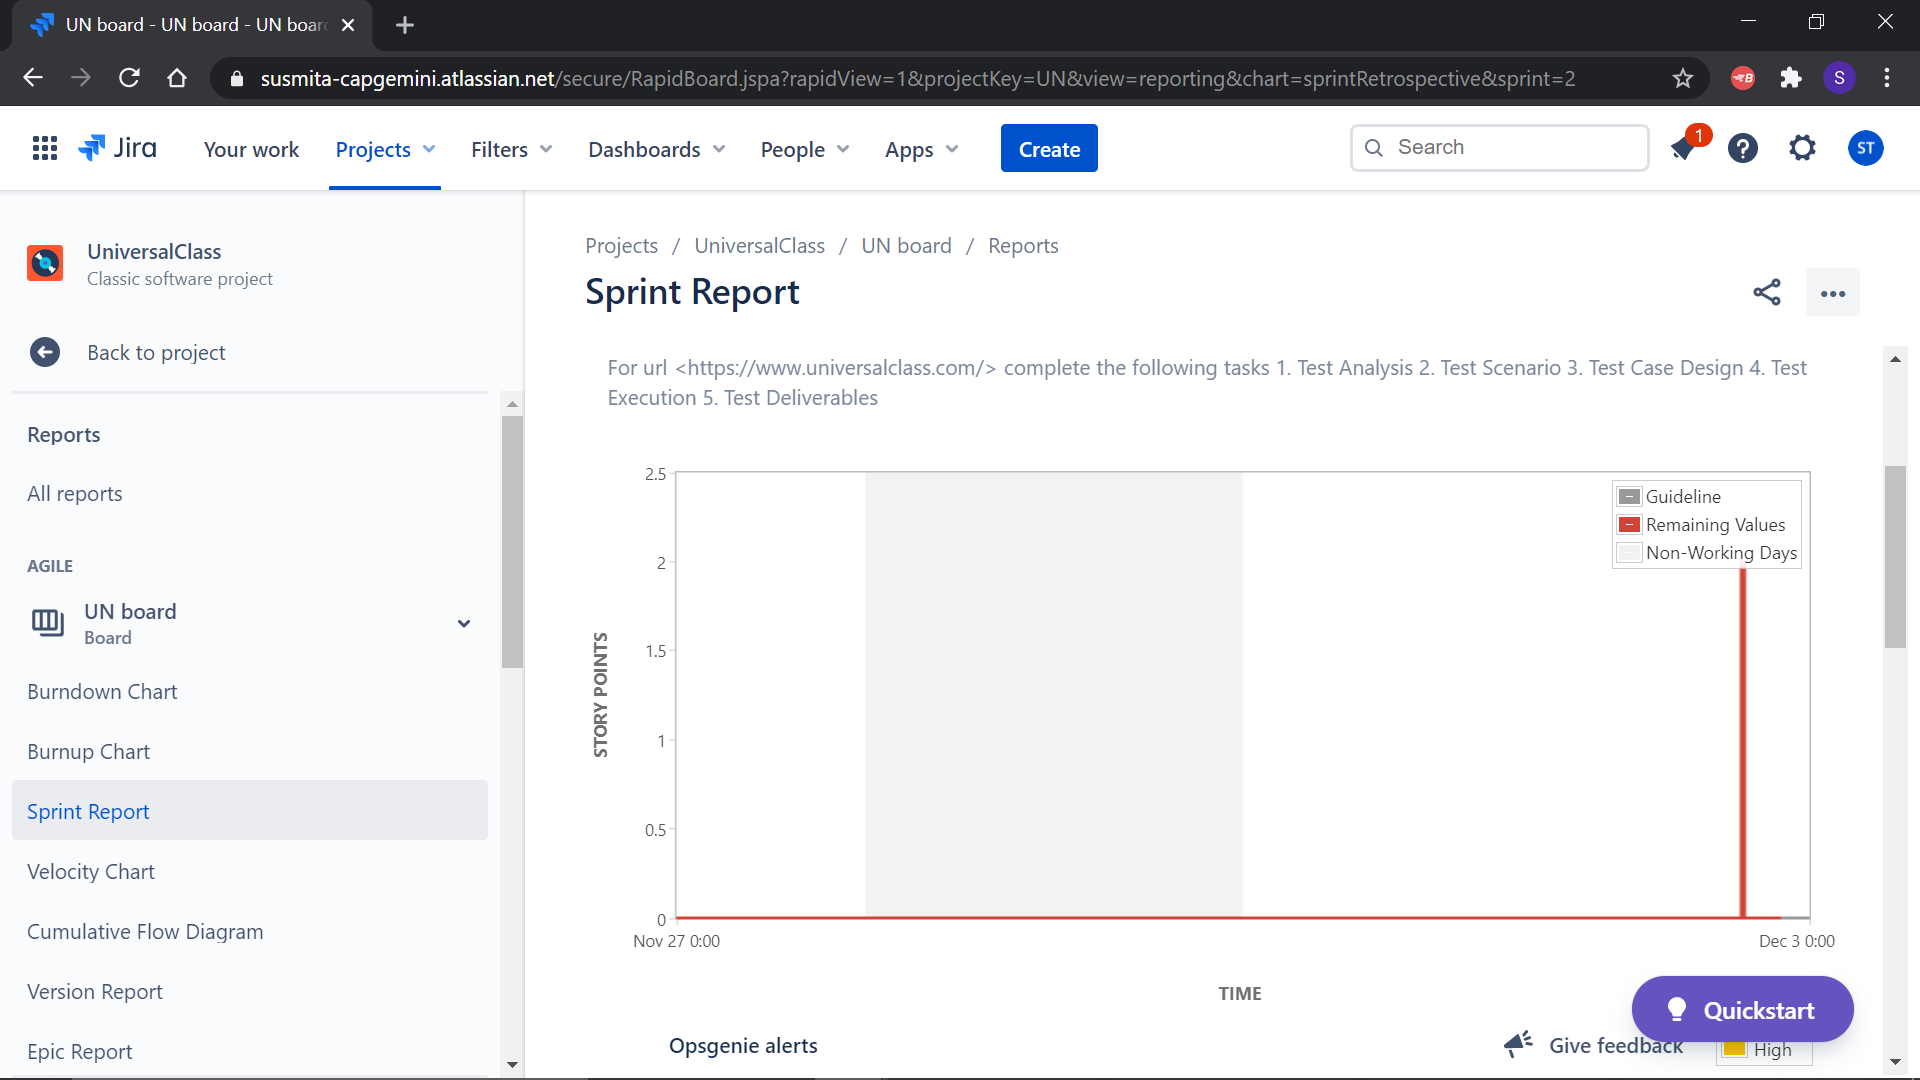 UN board - UN board - UN boar
susmita-capgemini.atlassian.net/secure/RapidBoard.jspa?rapidView=1&projectKey=UN&view=reporting&chart=sprintRetrospective&sprint=2
S
Jira
Your work
Projects
Filters
Dashboards
People
Apps
Create
Search
1
ST
UniversalClass
Classic software project
Back to project
Reports
All reports
AGILE
UN board
Board
Burndown Chart
Burnup Chart
Sprint Report
Velocity Chart
Cumulative Flow Diagram
Version Report
Epic Report
Projects / UniversalClass / UN board / Reports
Sprint Report
For url <https://www.universalclass.com/> complete the following tasks 1. Test Analysis 2. Test Scenario 3. Test Case Design 4. Test
Execution 5. Test Deliverables
2.5
2
1.5
1
0.5
0
STORY POINTS
Guideline
Remaining Values
Non-Working Days
Nov 27 0:00
Dec 3 0:00
TIME
Quickstart
Opsgenie alerts
Give feedback
High